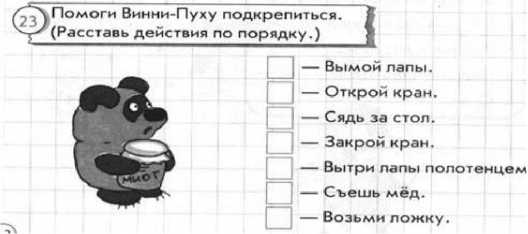 23 Помоги Винни-Пуху подкрепиться.
(Расставь действия по порядку.)
— Вымой лапы.
— Открой кран.
— Сядь за стол.
— Закрой кран.
— Вытри лапы полотенцем
— Съешь мёд.
— Возьми ложку.